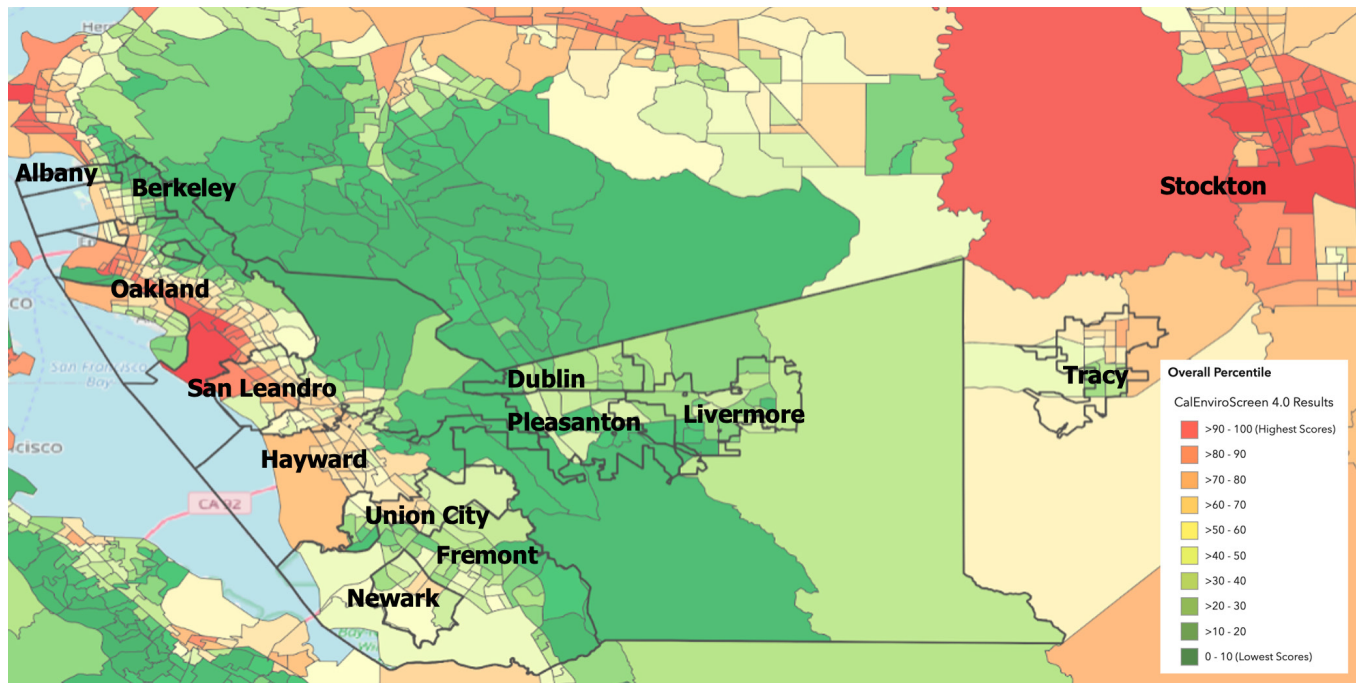 Albany
Berkeley
Stockton
Oakland
San Francisco
Bay
San Leandro
Dublin
Tracy
Pleasanton
Livermore
Hayward
CA 92
Union City
Fremont
Newark
Overall Percentile
CalEnviroScreen 4.0 Results
>90 - 100 (Highest Scores)
>80 - 90
>70 - 80
>60 - 70
>50 - 60
>40 - 50
>30 - 40
>20 - 30
>10 - 20
0 - 10 (Lowest Scores)